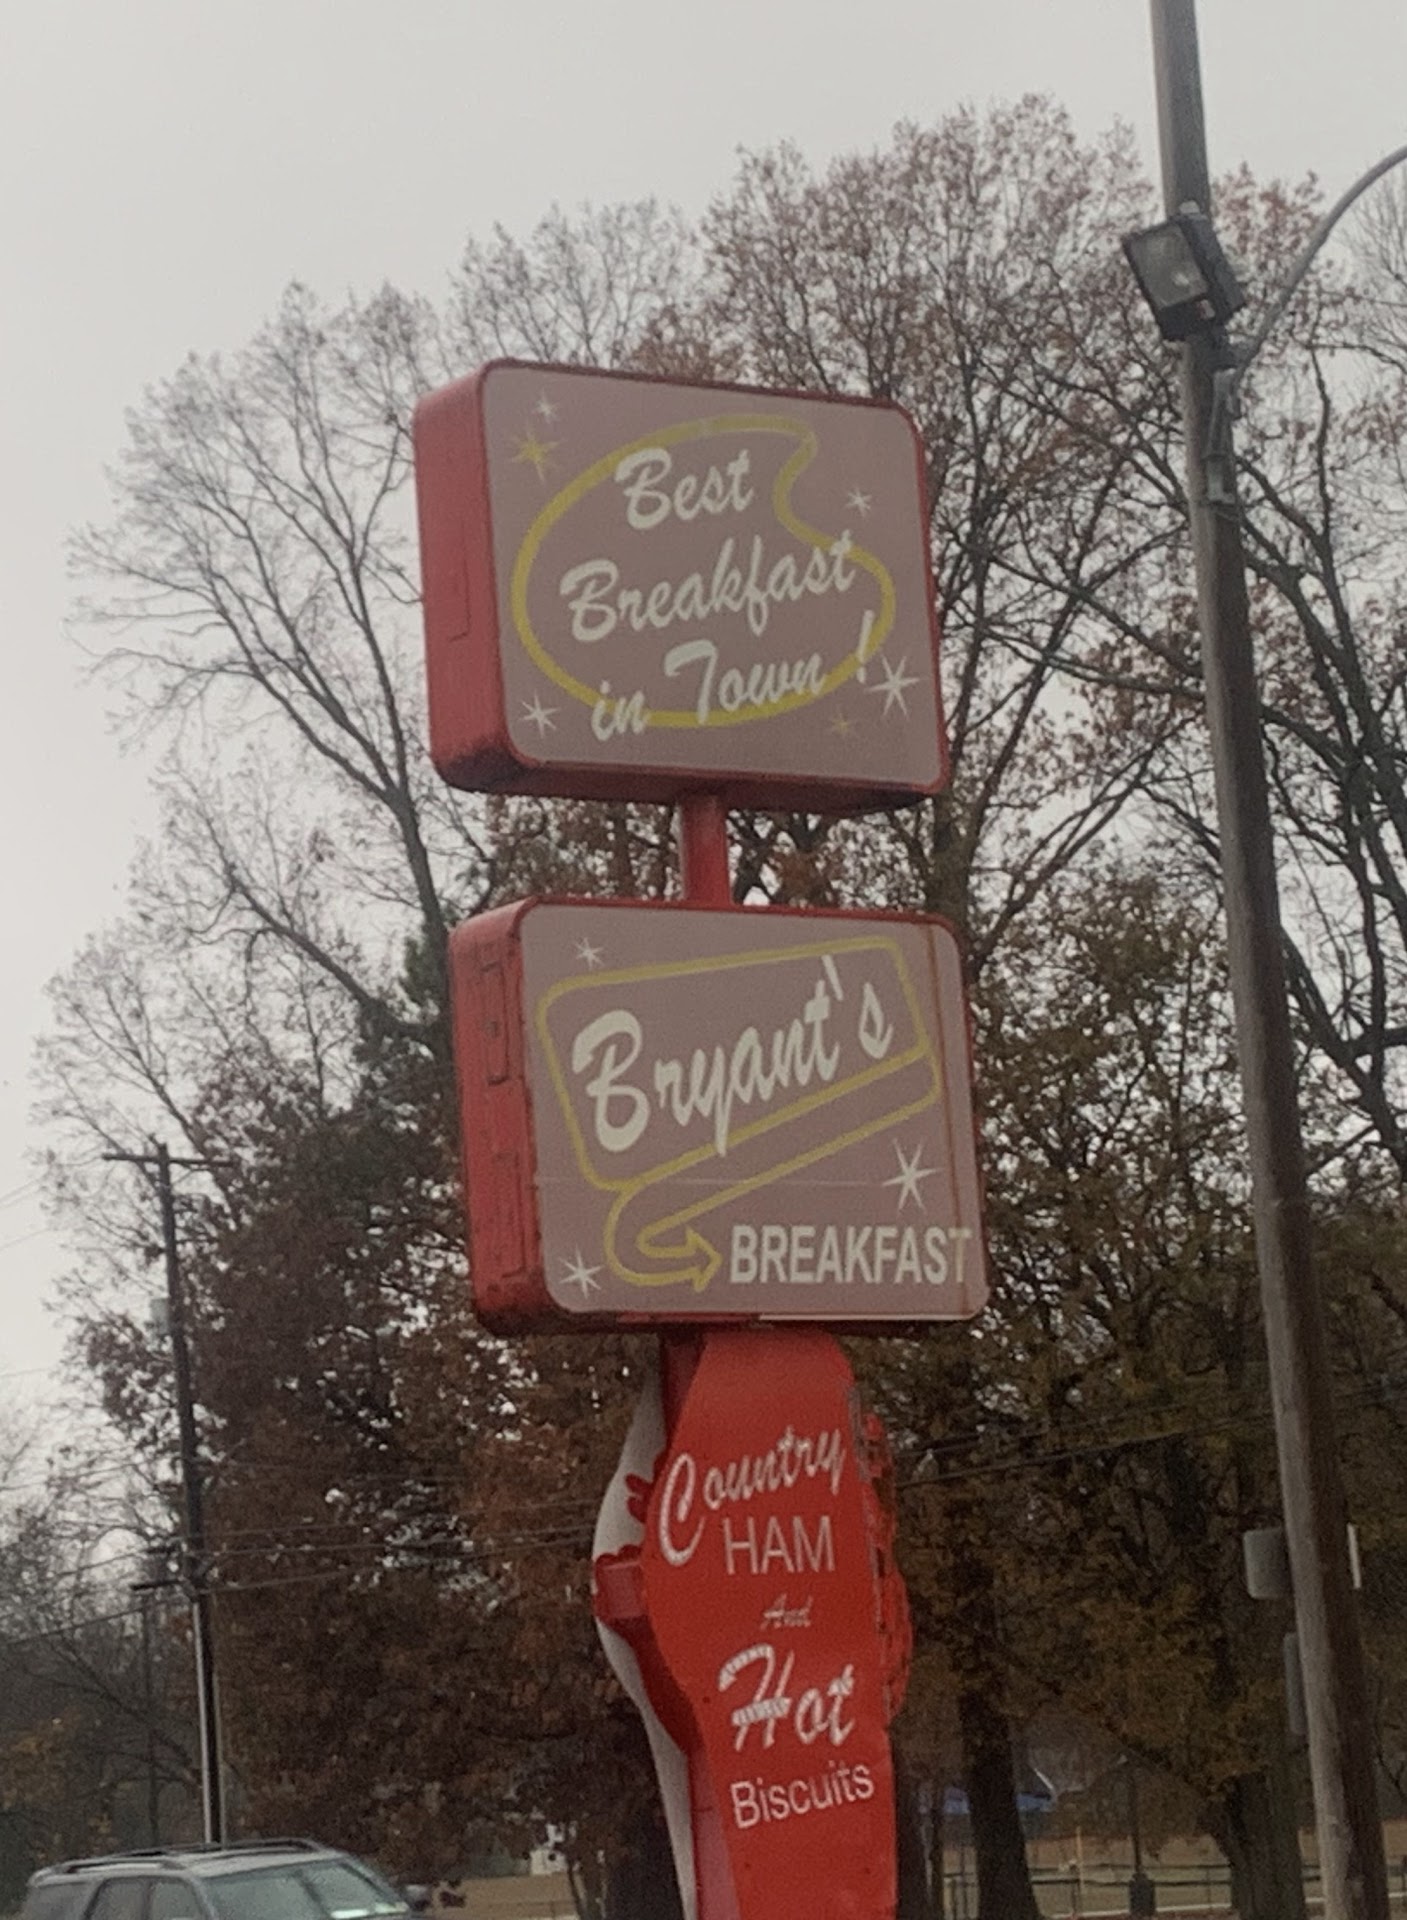 Best
Breakfast
in Town !
Bryant's
BREAKFAST
Country
HAM
And
Hot
Biscuits